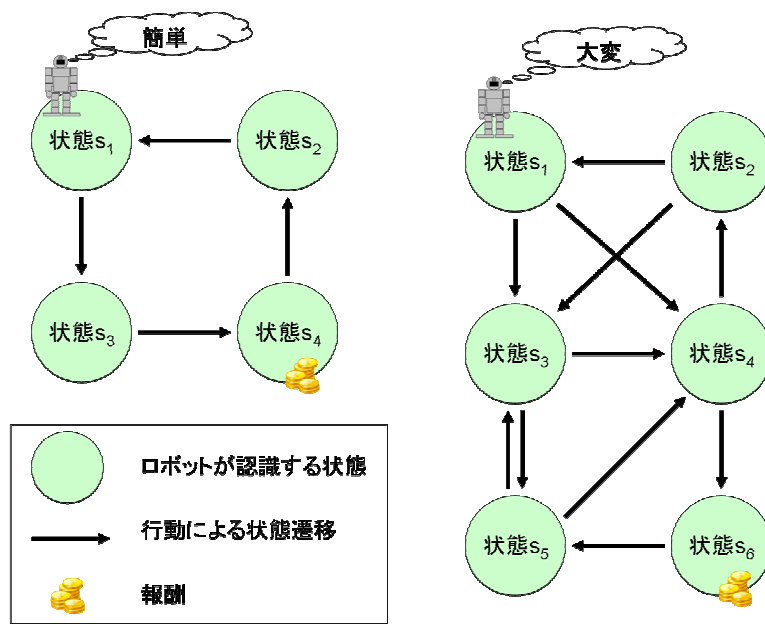 簡単
状態s1
状態s2
状態s3
状態s4
ロボットが認識する状態
行動による状態遷移
報酬
大変
状態s1
状態s2
状態s3
状態s4
状態s5
状態s6